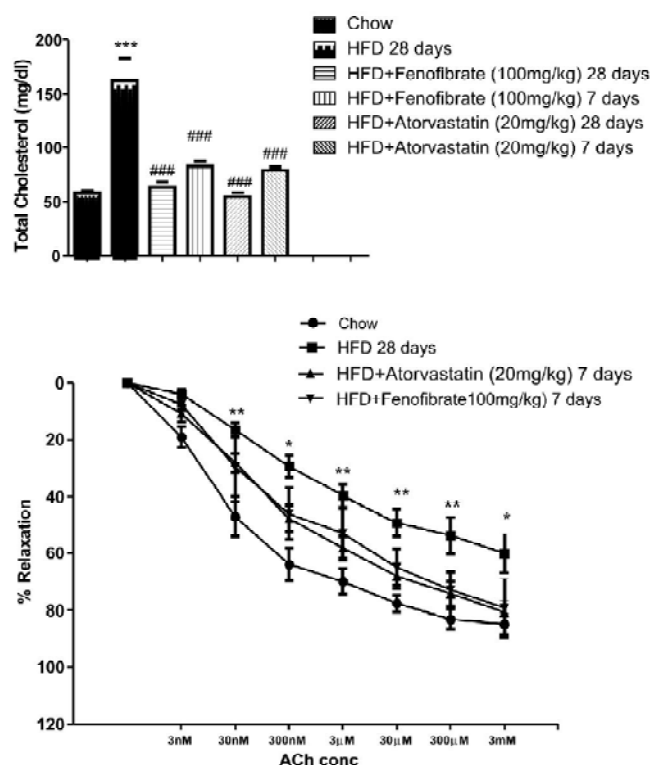 Chow
HFD 28 days
HFD+Fenofibrate (100mg/kg) 28 days
HFD+Fenofibrate (100mg/kg) 7 days
HFD+Atorvastatin (20mg/kg) 28 days
HFD+Atorvastatin (20mg/kg) 7 days
Total Cholesterol (mg/dl)
200
150
100
50
0
***
###
###
###
###
Chow
HFD 28 days
HFD+Atorvastatin (20mg/kg) 7 days
HFD+Fenofibrate100mg/kg) 7 days
% Relaxation
0
20
40
60
80
100
120
**
*
**
**
**
*
3nM
30nM
300nM
3µM
30µM
300µM
3mM
ACh conc